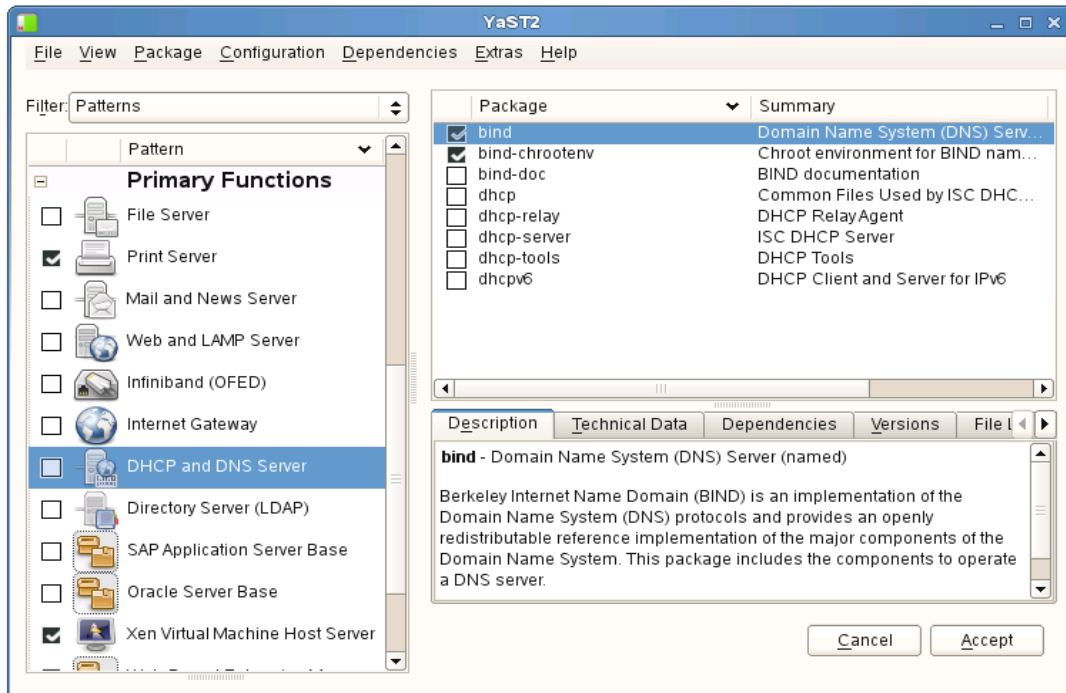 YaST2
File View Package Configuration Dependencies Extras Help
Filter: Patterns
Pattern
Primary Functions
File Server
Print Server
Mail and News Server
Web and LAMP Server
Infiniband (OFED)
Internet Gateway
DHCP and DNS Server
Directory Server (LDAP)
SAP Application Server Base
Oracle Server Base
Xen Virtual Machine Host Server
Package Summary
bind Domain Name System (DNS) Serv...
bind-chrootenv Chroot environment for BIND nam...
bind-doc BIND documentation
dhcp Common Files Used by ISC DHC...
dhcp-relay DHCP Relay Agent
dhcp-server ISC DHCP Server
dhcp-tools DHCP Tools
dhcpv6 DHCP Client and Server for IPv6
Description Technical Data Dependencies Versions File L
bind - Domain Name System (DNS) Server (named)
Berkeley Internet Name Domain (BIND) is an implementation of the
Domain Name System (DNS) protocols and provides an openly
redistributable reference implementation of the major components of the
Domain Name System. This package includes the components to operate
a DNS server.
Cancel Accept